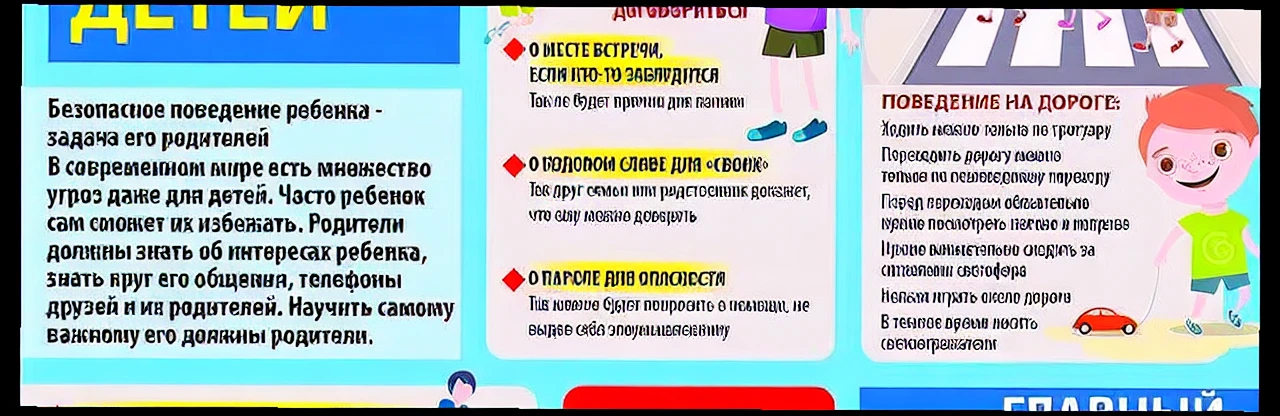 ДЕТЕЙ
Безопасное поведение ребенка -
задача его родителей
В современном мире есть множество
угроз даже для детей. Часто ребенок
сам сможет их избежать. Родители
должны знать об интересах ребенка,
знать круг его общения, телефоны
друзей и их родителей. Научить самому
важному его должны родители.
ДОГОВОРИТЬСЯ
О МЕСТЕ ВСТРЕЧИ,
ЕСЛИ КТО-ТО ЗАБЛУДИТСЯ
Так не будет причин для паники
О КОДОВОМ СЛОВЕ ДЛЯ «СВОИХ»
Так друг семьи или родственник докажет,
что ему можно доверять
О ПАРОЛЕ ДЛЯ ОПАСНОСТИ
Так можно будет попросить о помощи, не
выдав себя злоумышленнику
ПОВЕДЕНИЕ НА ДОРОГЕ:
Ходить можно только по тротуару
Переходить дорогу можно
только по пешеходному переходу
Перед переходом обязательно
нужно посмотреть налево и направо
Нужно внимательно следить за
сигналами светофора
Нельзя играть около дороги
В темное время носить
светоотражатели
ГЛАВНЫЙ